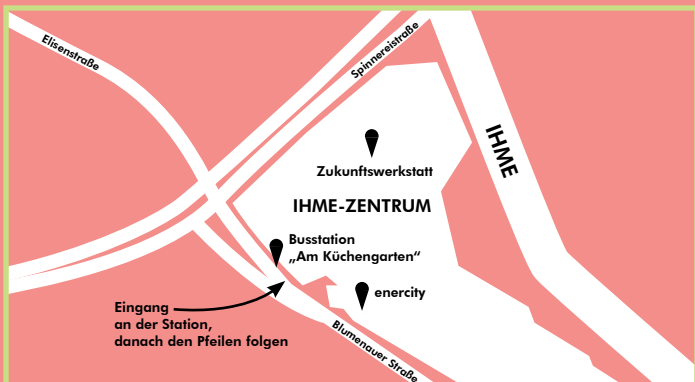 Elisenstraße
Spinnereistraße
IHME
Zukunftswerkstatt
IHME-ZENTRUM
Busstation
„Am Küchengarten“
enercity
Eingang
an der Station,
danach den Pfeilen folgen
Blumenauer Straße